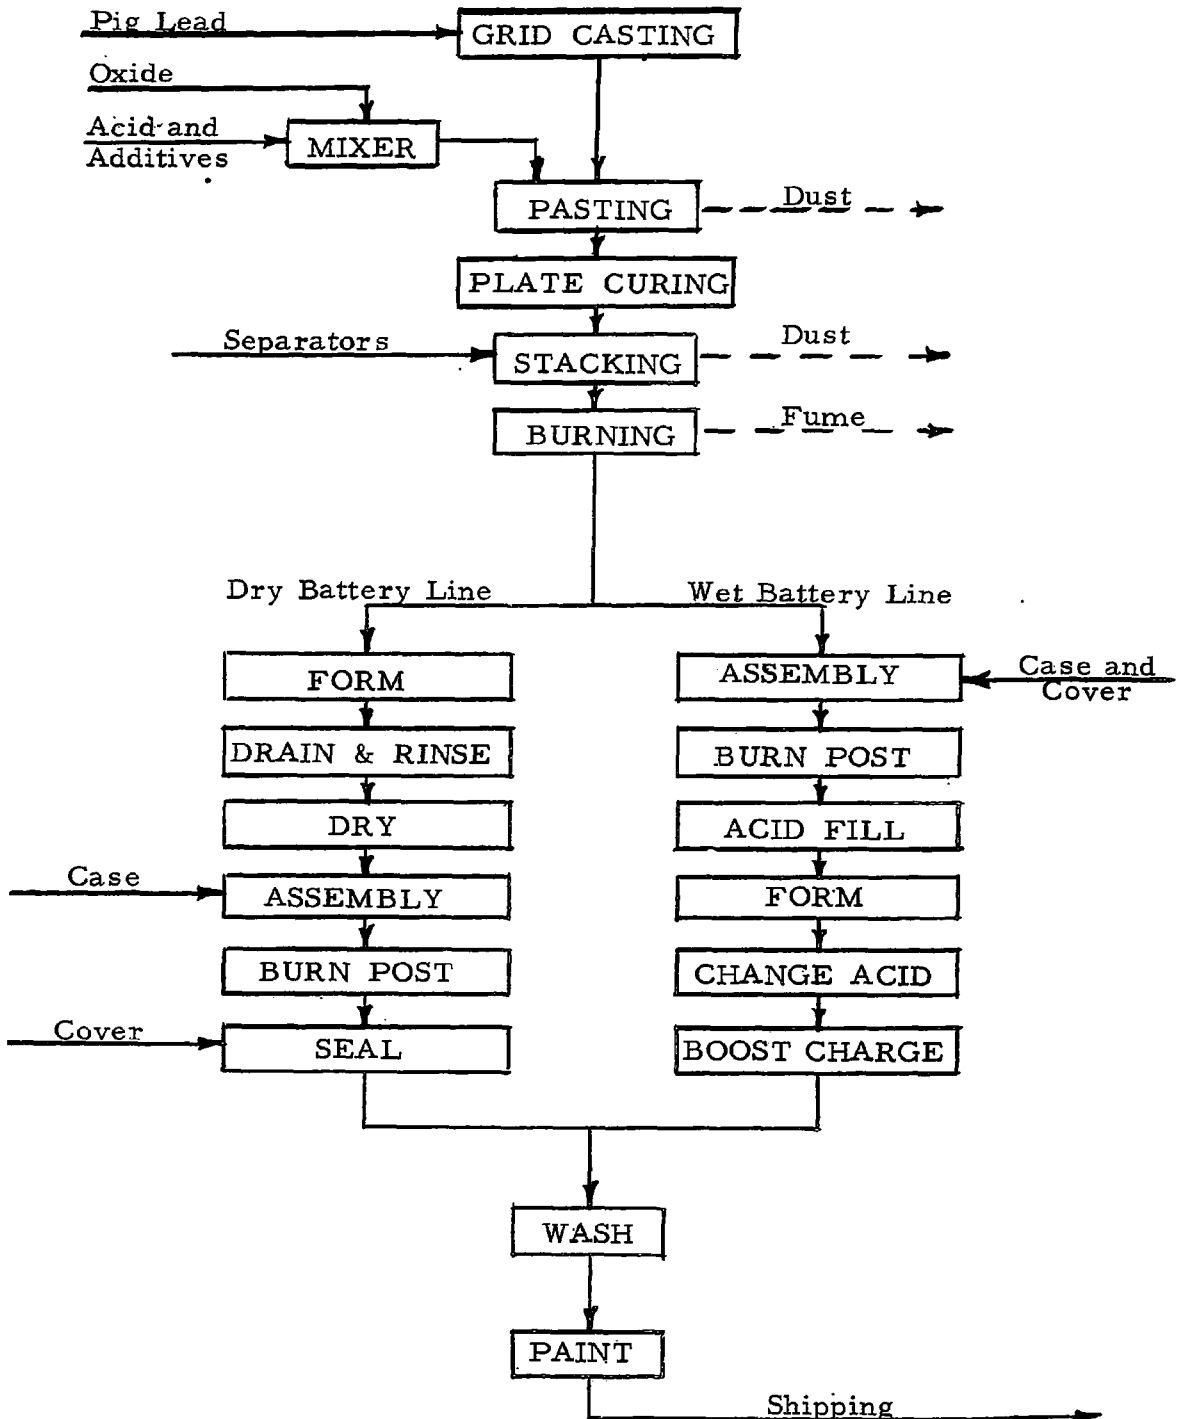 Pig Lead
GRID CASTING
Oxide
Acid and
Additives
MIXER
PASTING
Dust
PLATE CURING
Separators
STACKING
Dust
BURNING
Fume
Dry Battery Line
Wet Battery Line
FORM
DRAIN & RINSE
DRY
Case
ASSEMBLY
BURN POST
Cover
SEAL
ASSEMBLY
Case and
Cover
BURN POST
ACID FILL
FORM
CHANGE ACID
BOOST CHARGE
WASH
PAINT
Shipping